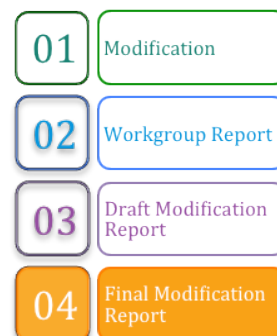 01
Modification
02
Workgroup Report
03
Draft Modification
Report
04
Final Modification
Report